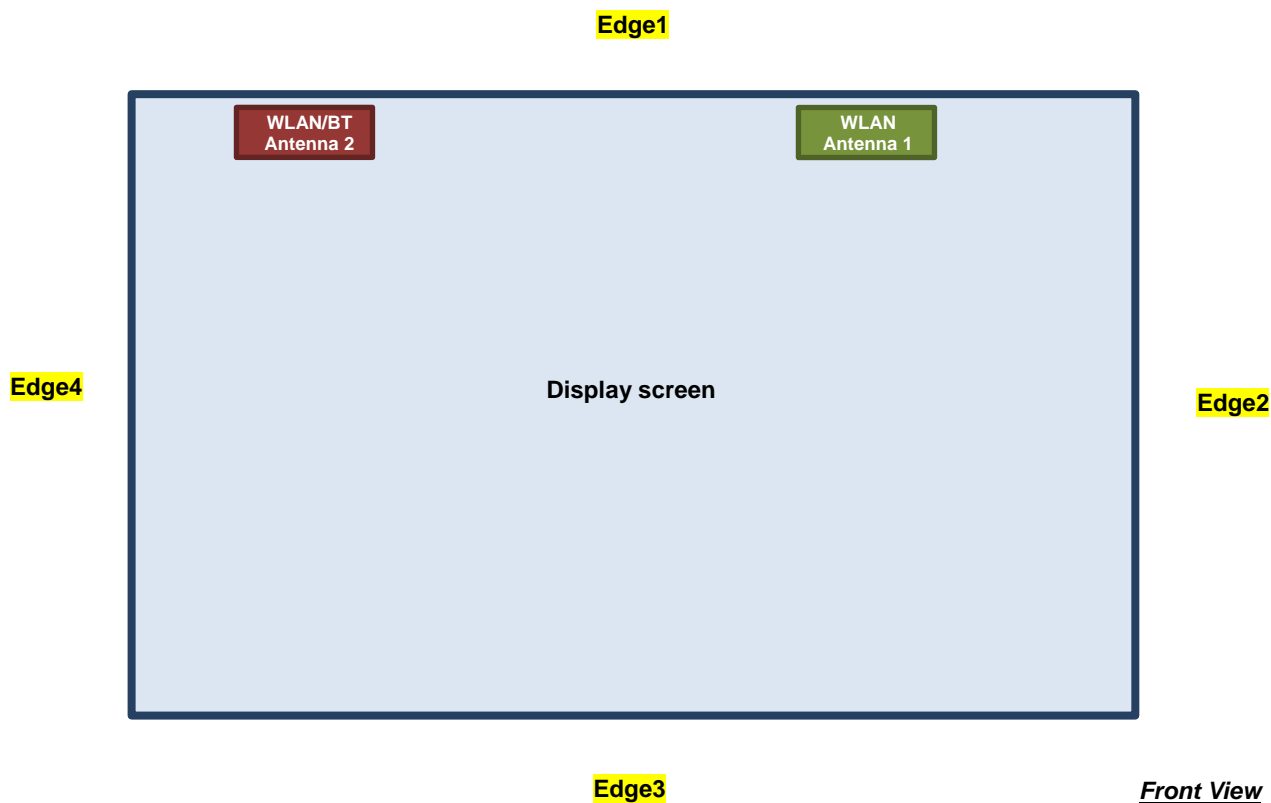 Edge1
WLAN/BT
Antenna 2
WLAN
Antenna 1
Edge4
Display screen
Edge2
Edge3
Front View